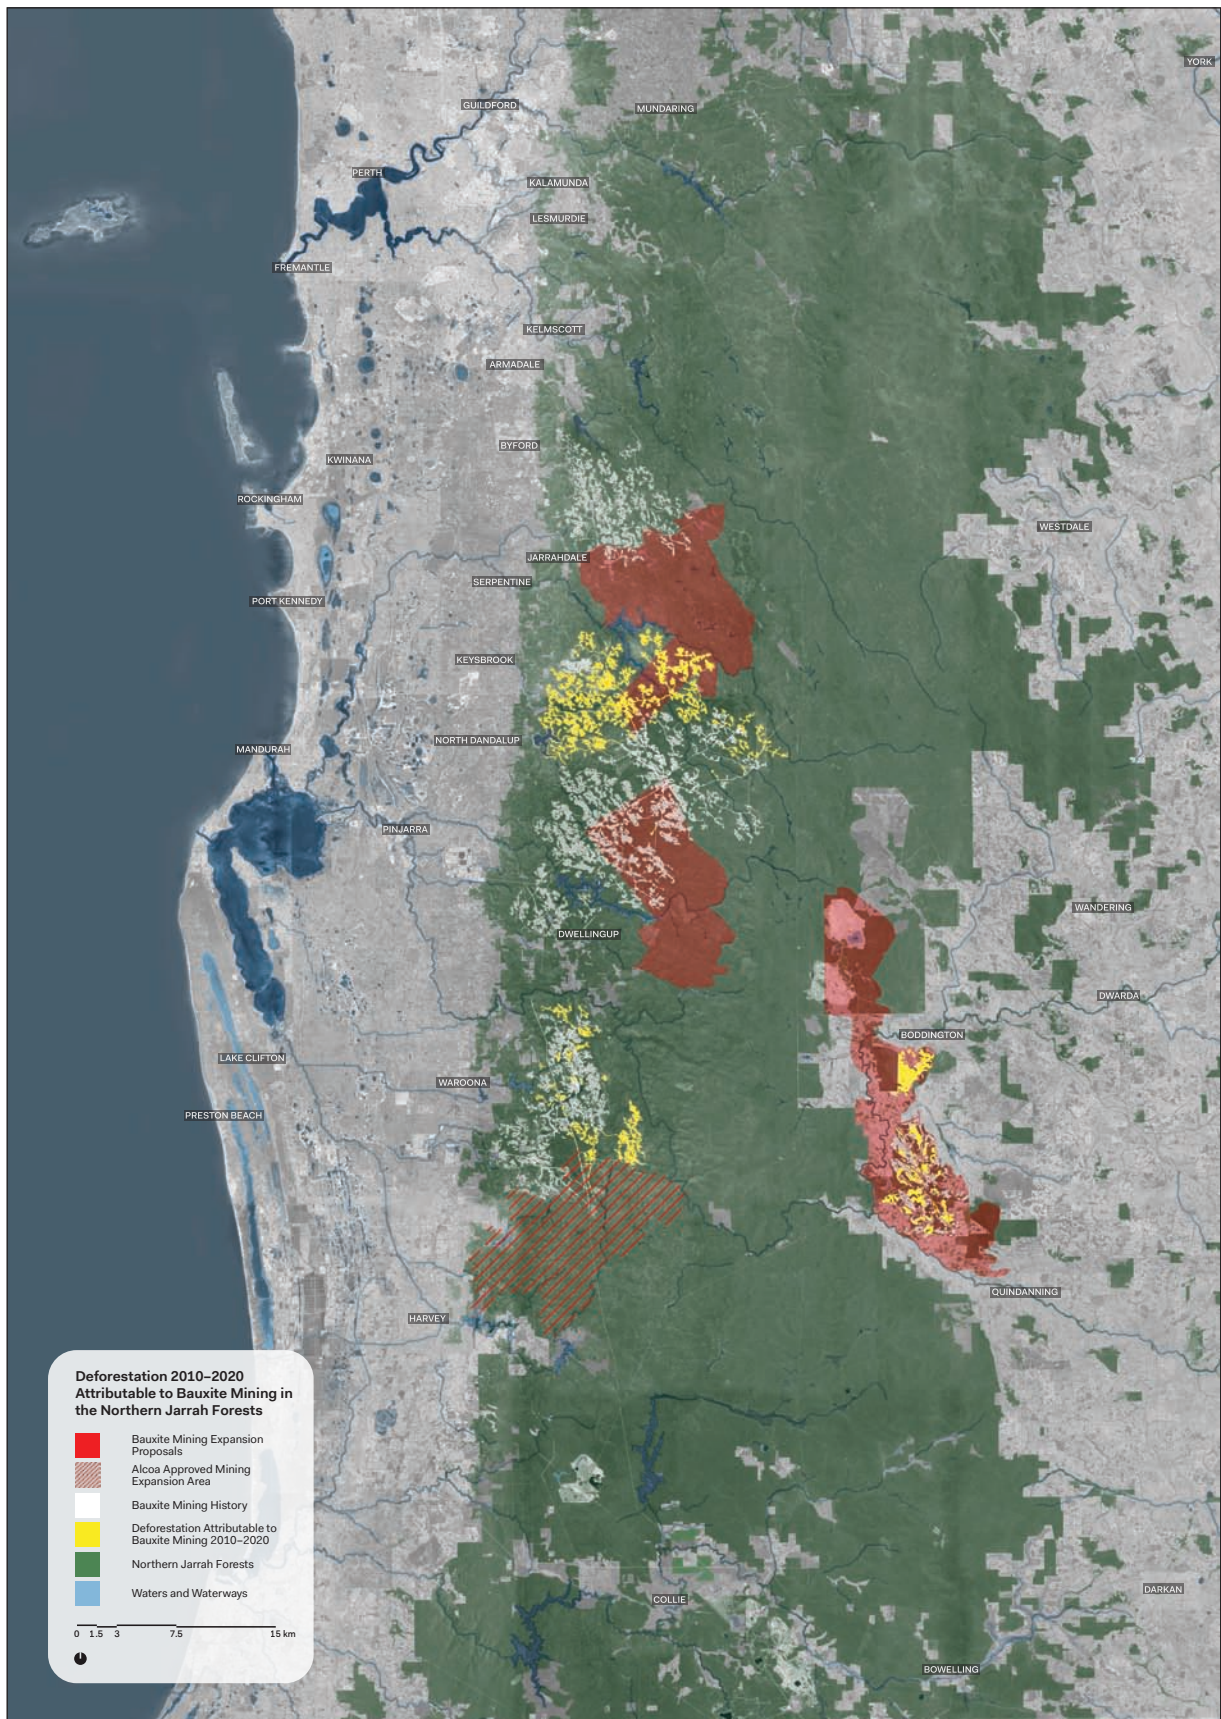 YORK
GUILDFORD
MUNDARING
PERTH
KALAMUNDA
LESMURDIE
FREMANTLE
KELMSCOTT
ARMADALE
BYFORD
KWINANA
ROCKINGHAM
WESTDALE
JARRAHDALE
SERPENTINE
PORT KENNEDY
KEYSBROOK
NORTH DANDALUP
MANDURAH
PINJARRA
WANDERING
DWELLINGUP
DWARDA
BODDINGTON
LAKE CLIFTON
WAROONA
PRESTON BEACH
QUINDANNING
HARVEY
Deforestation 2010–2020
Attributable to Bauxite Mining in
the Northern Jarrah Forests
Bauxite Mining Expansion
Proposals
Alcoa Approved Mining
Expansion Area
Bauxite Mining History
Deforestation Attributable to
Bauxite Mining 2010–2020
Northern Jarrah Forests
Waters and Waterways
0 1.5 3 7.5 15 km
DARKAN
COLLIE
BOWELLING